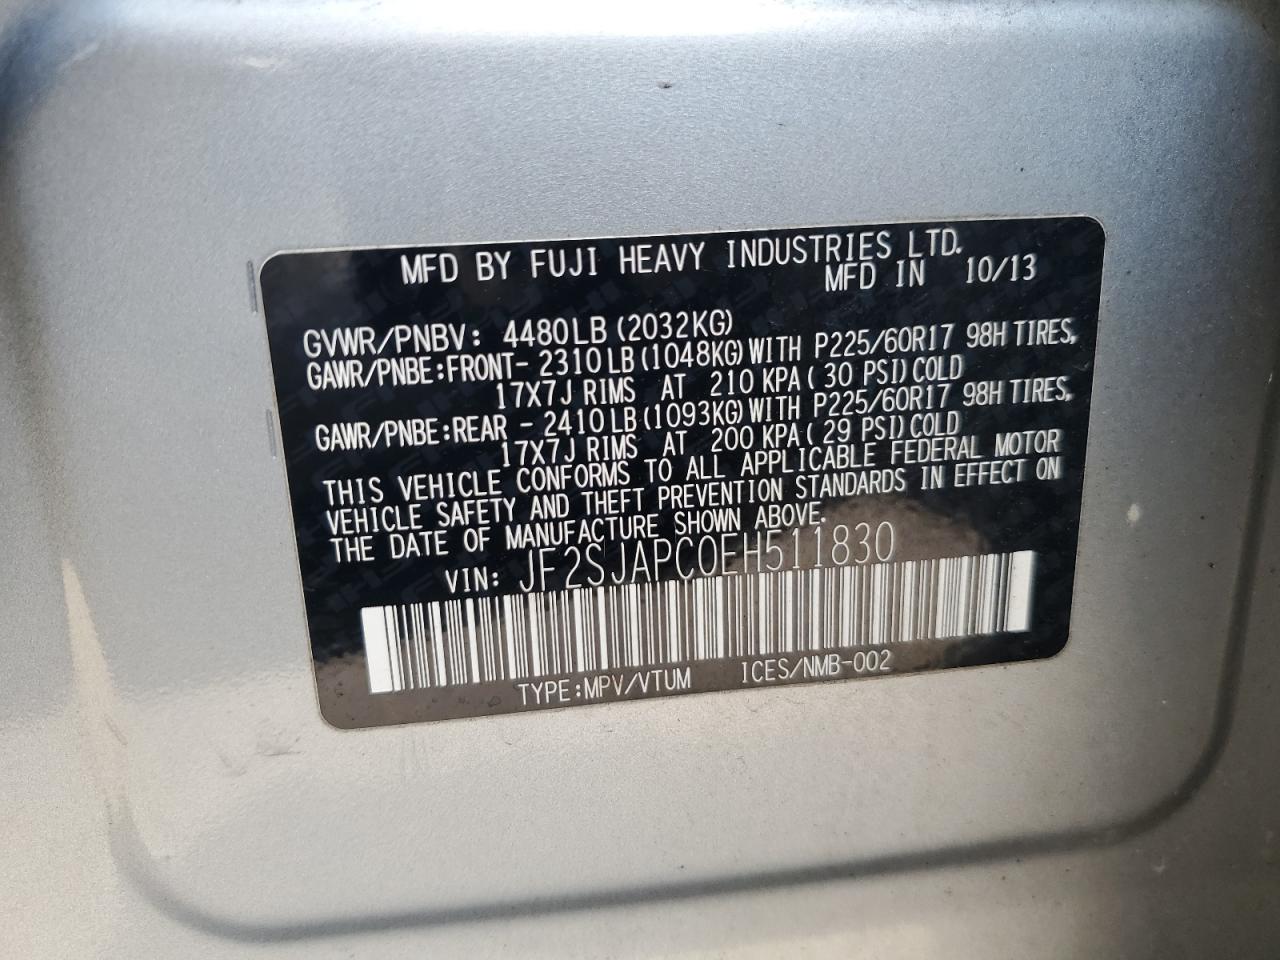 MFD BY FUJI HEAVY INDUSTRIES LTD.
MFD IN 10/13
GVWR/PNBV: 4480LB (2032KG)
GAWR/PNBE:FRONT- 2310LB (1048KG) WITH P225/60R17 98H TIRES,
17X7J RIMS AT 210 KPA( 30 PSI) COLD
GAWR/PNBE:REAR - 2410LB (1093KG) WITH P225/60R17 98H TIRES,
17X7J RIMS AT 200 KPA( 29 PSI) COLD
THIS VEHICLE CONFORMS TO ALL APPLICABLE FEDERAL MOTOR
VEHICLE SAFETY AND THEFT PREVENTION STANDARDS IN EFFECT ON
THE DATE OF MANUFACTURE SHOWN ABOVE.
VIN: JF2SJAPC0EH511830
TYPE:MPV/VTUM ICES/NMB-002